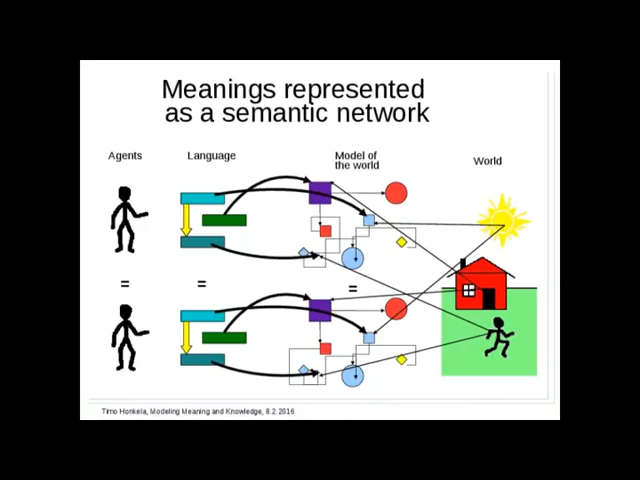 Meanings represented
as a semantic network
Agents
Language
Model of
the world
World
=
=
=
Timo Honkela, Modeling Meaning and Knowledge, 8.2.2016